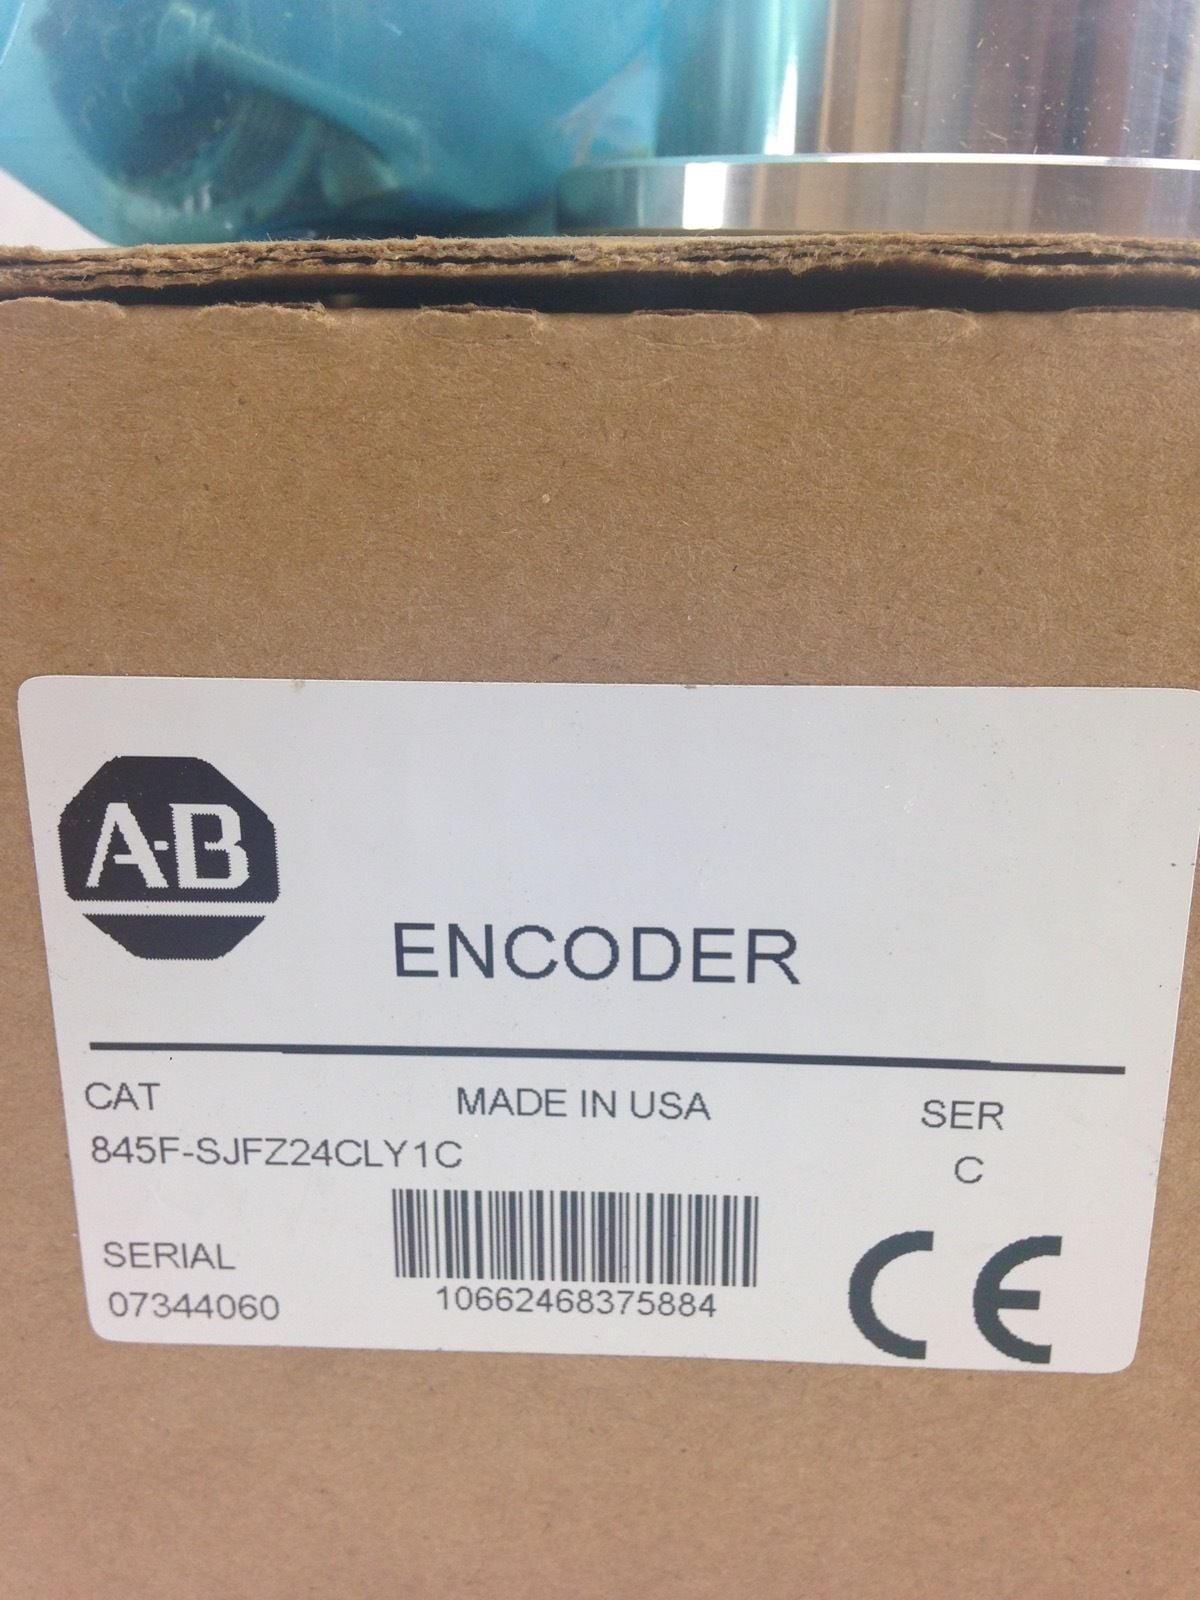 A-B
ENCODER
CAT
MADE IN USA
SER
845F-SJFZ24CLY1C
C
SERIAL
07344060
10662468375884
CE